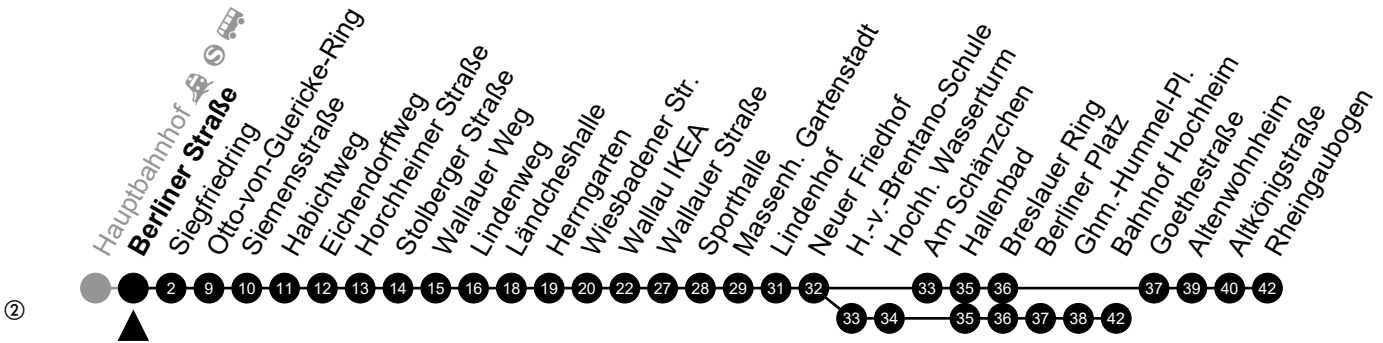 Hauptbahnhof S
Berliner Straße
Siegfriedring
Otto-von-Guericke-Ring
Siemensstraße
Habichtweg
Eichendorffweg
Horchheimer Straße
Stolberger Straße
Wallauer Weg
Lindenweg
Ländcheshalle
Herrngarten
Wiesbadener Str.
Wallau IKEA
Wallauer Straße
Sporthalle
Massenh. Gartenstadt
Lindenhof
Neuer Friedhof
H.-v.-Brentano-Schule
Hochh. Wasserturm
Am Schänzchen
Hallenbad
Breslauer Ring
Berliner Platz
Ghm.-Hummel-Pl.
Bahnhof Hochheim
Goethestraße
Altenwohnheim
Altkönigstraße
Rheingaubogen
2 9 10 11 12 13 14 15 16 18 19 20 22 27 28 29 31 32 33 35 36 37 39 40 42
② 33 34 35 36 37 38 42